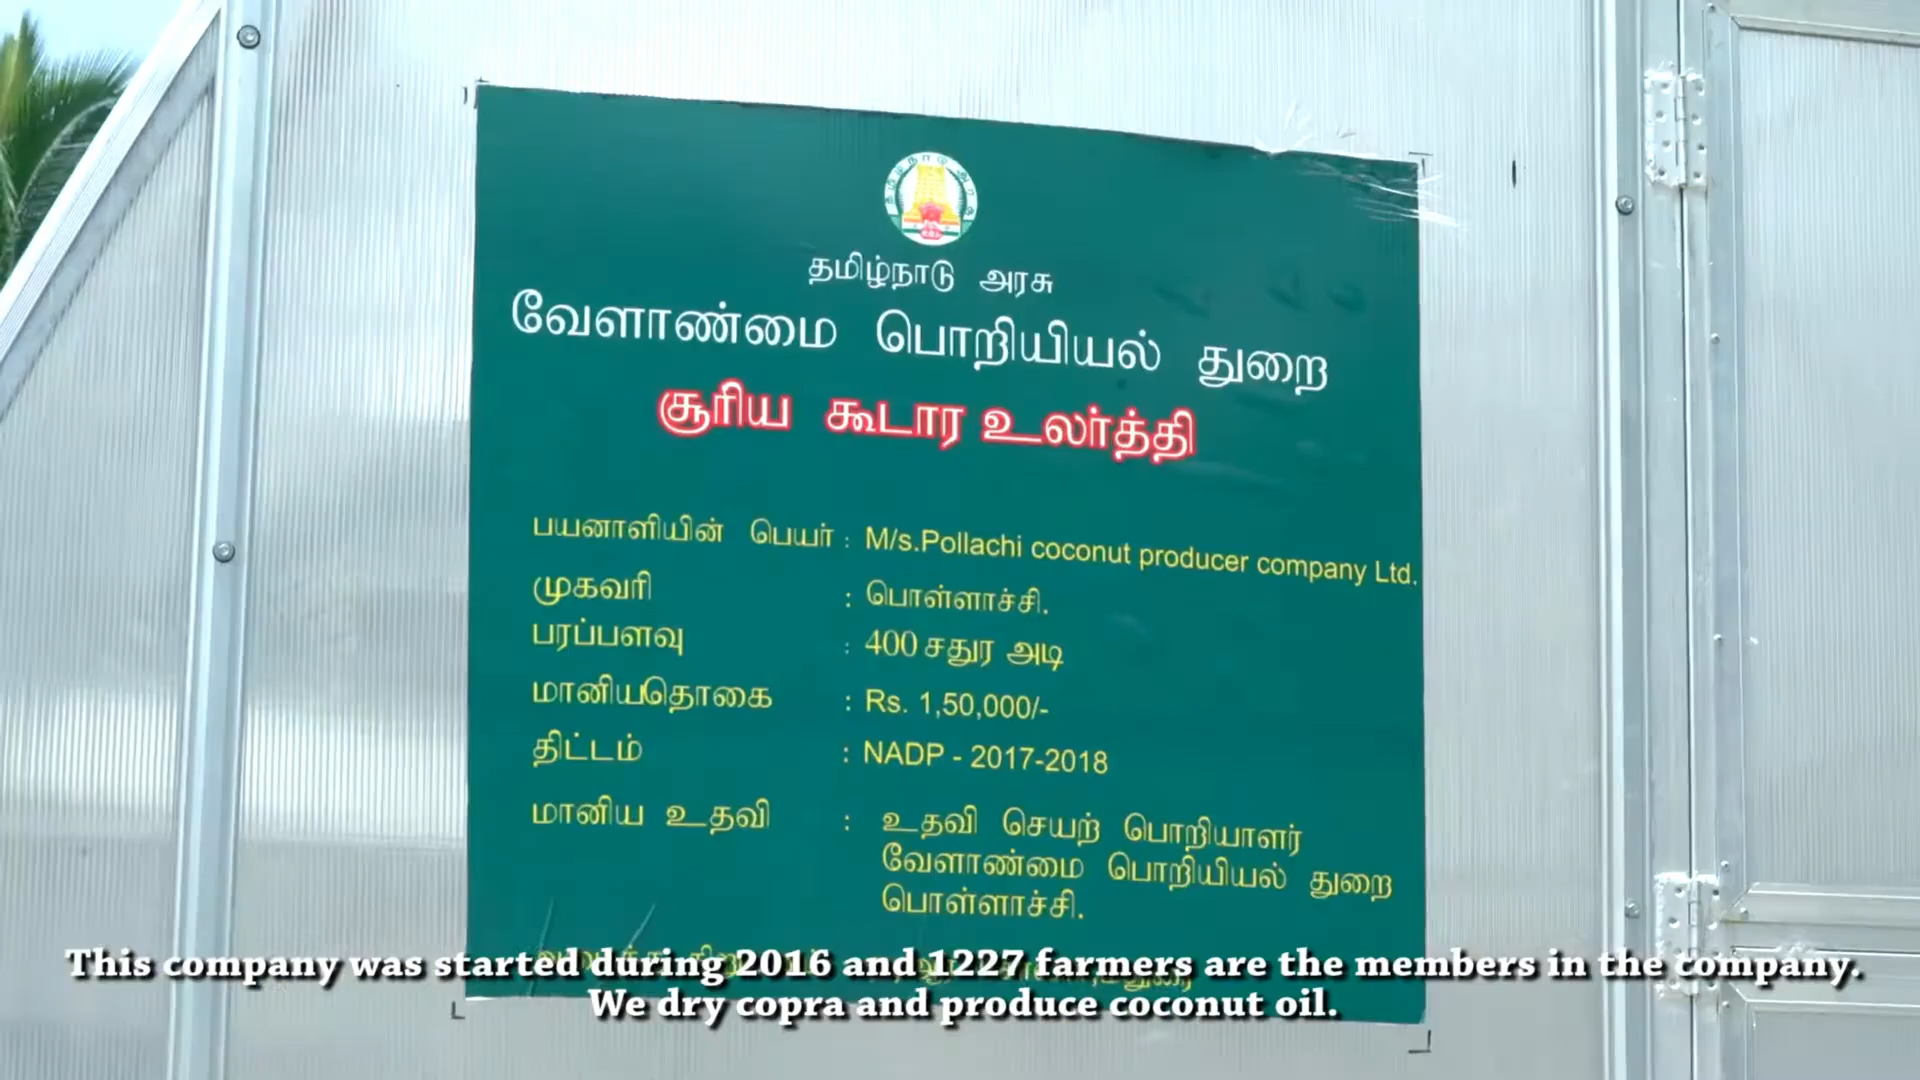 தமிழ்நாடு அரசு
வேளாண்மை பொறியியல் துறை
சூரிய கூடார உலர்த்தி
பயனாளியின் பெயர் : M/s.Pollachi coconut producer company Ltd.
முகவரி : பொள்ளாச்சி.
பரப்பளவு : 400 சதுர அடி
மானியதொகை : Rs. 1,50,000/-
திட்டம் : NADP - 2017-2018
மானிய உதவி : உதவி செயற் பொறியாளர்
வேளாண்மை பொறியியல் துறை
பொள்ளாச்சி.
This company was started during 2016 and 1227 farmers are the members in the company.
We dry copra and produce coconut oil.